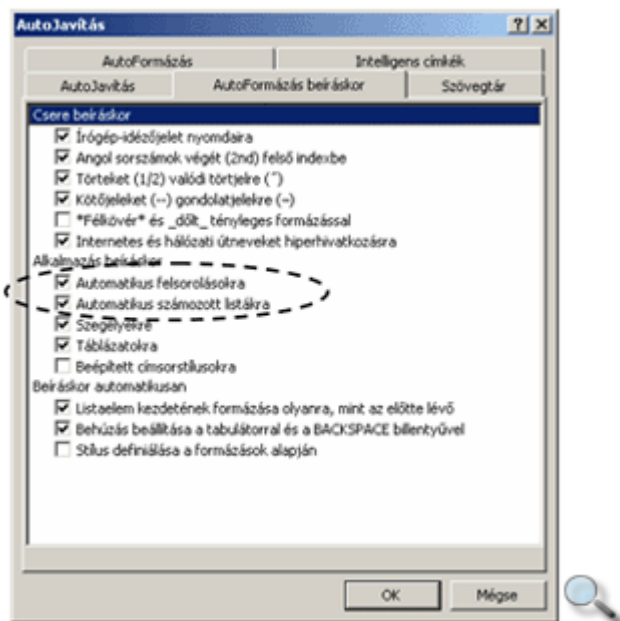 AutoJavítás
AutoFormázás Intelligens címkék
AutoJavítás AutoFormázás beíráskor Szövegtár
Csere beíráskor
Írógép-idézőjelet nyomdaira
Angol sorszámok végét (2nd) felső indexbe
Törteket (1/2) valódi törtjelre (˝)
Kötőjeleket (--) gondolatjelekre (–)
*Félkövér* és _dőlt_ tényleges formázással
Internetes és hálózati útneveket hiperhivatkozásra
Alkalmazás beíráskor
Automatikus felsorolásokra
Automatikus számozott listákra
Szegélyekre
Táblázatokra
Beépített címsorstílusokra
Beíráskor automatikusan
Listaelem kezdetének formázása olyanra, mint az előtte lévő
Behúzás beállítása a tabulátorral és a BACKSPACE billentyűvel
Stílus definiálása a formázások alapján
OK Mégse